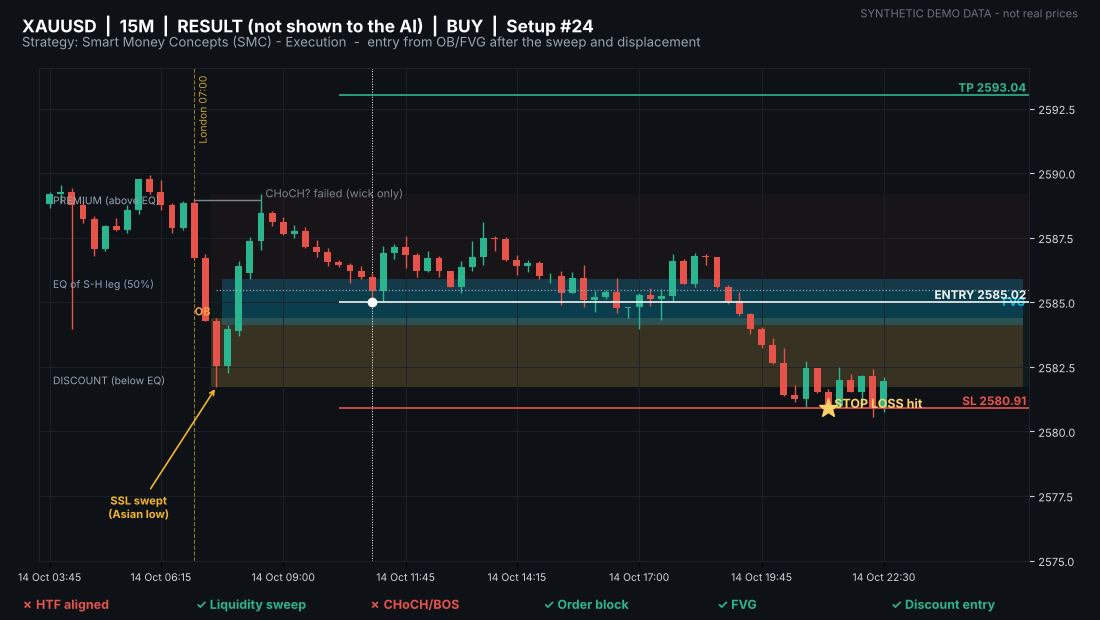 SYNTHETIC DEMO DATA - not real prices
XAUUSD | 15M | RESULT (not shown to the AI) | BUY | Setup #24
Strategy: Smart Money Concepts (SMC) - Execution - entry from OB/FVG after the sweep and displacement
London 07:00
TP 2593.04
2592.5
2590.0
CHoCH? failed (wick only)
PREMIUM (above EQ)
2587.5
EQ of S-H leg (50%)
ENTRY 2585.02
FVG
2585.0
OB
2582.5
DISCOUNT (below EQ)
SL 2580.91
STOP LOSS hit
2580.0
2577.5
SSL swept
(Asian low)
2575.0
14 Oct 03:45
14 Oct 06:15
14 Oct 09:00
14 Oct 11:45
14 Oct 14:15
14 Oct 17:00
14 Oct 19:45
14 Oct 22:30
× HTF aligned
✓ Liquidity sweep
× CHoCH/BOS
✓ Order block
✓ FVG
✓ Discount entry